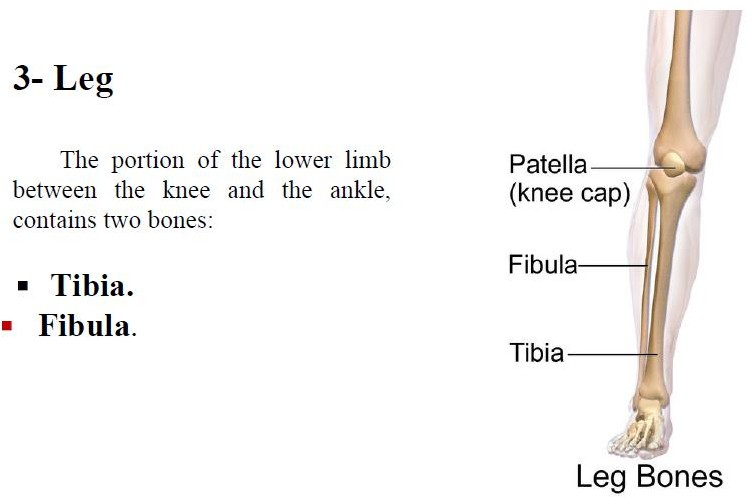 3- Leg
The portion of the lower limb
between the knee and the ankle,
contains two bones:
▪ Tibia.
▪ Fibula.
Patella
(knee cap)
Fibula
Tibia
Leg Bones